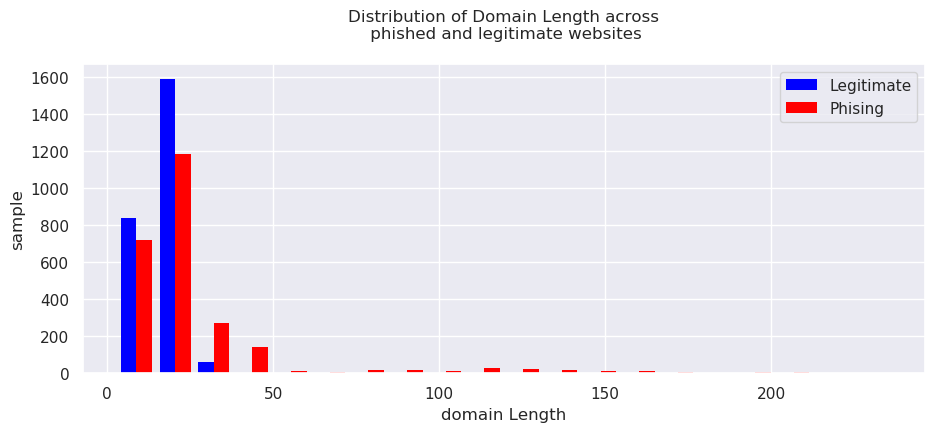 Distribution of Domain Length across
phished and legitimate websites
1600
1400
1200
1000
800
600
400
200
0
sample
Legitimate
Phising
0 50 100 150 200
domain Length